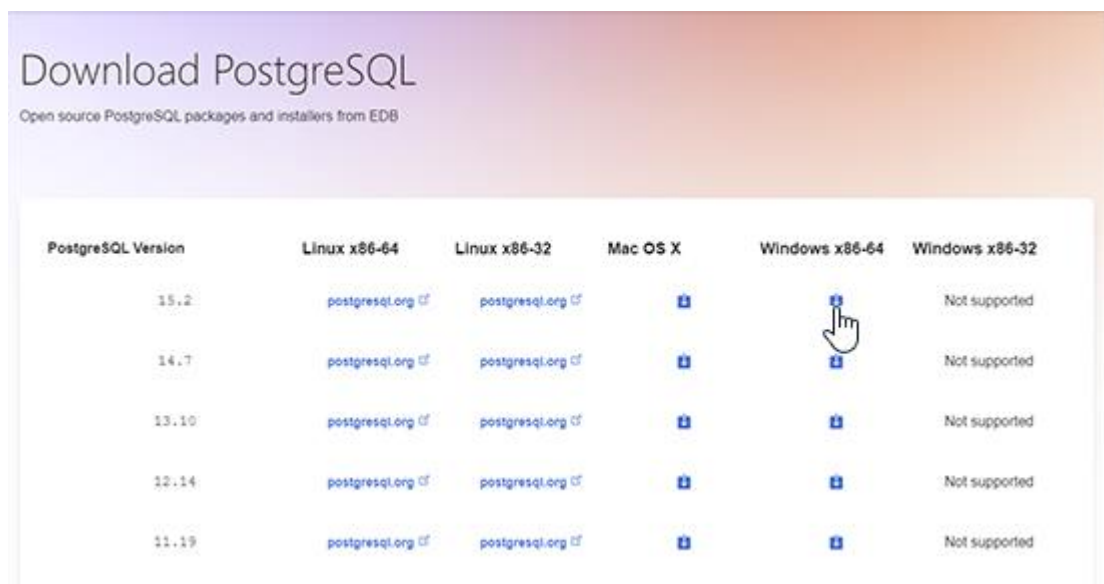 Download PostgreSQL
Open source PostgreSQL packages and installers from EDB
PostgreSQL Version Linux x86-64 Linux x86-32 Mac OS X Windows x86-64 Windows x86-32
15.2 postgresql.org postgresql.org Not supported
14.7 postgresql.org postgresql.org Not supported
13.10 postgresql.org postgresql.org Not supported
12.14 postgresql.org postgresql.org Not supported
11.19 postgresql.org postgresql.org Not supported